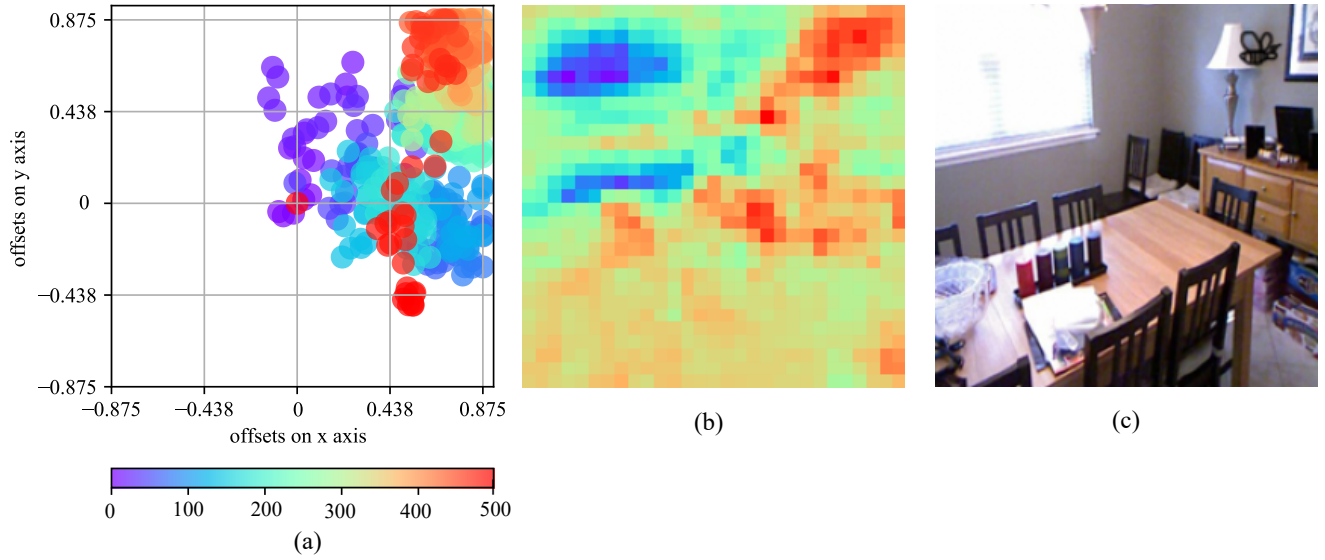 0.875
0.438
0
−0.438
−0.875
offsets on y axis
−0.875 −0.438 0 0.438 0.875
offsets on x axis
0 100 200 300 400 500
(a)
(b)
(c)